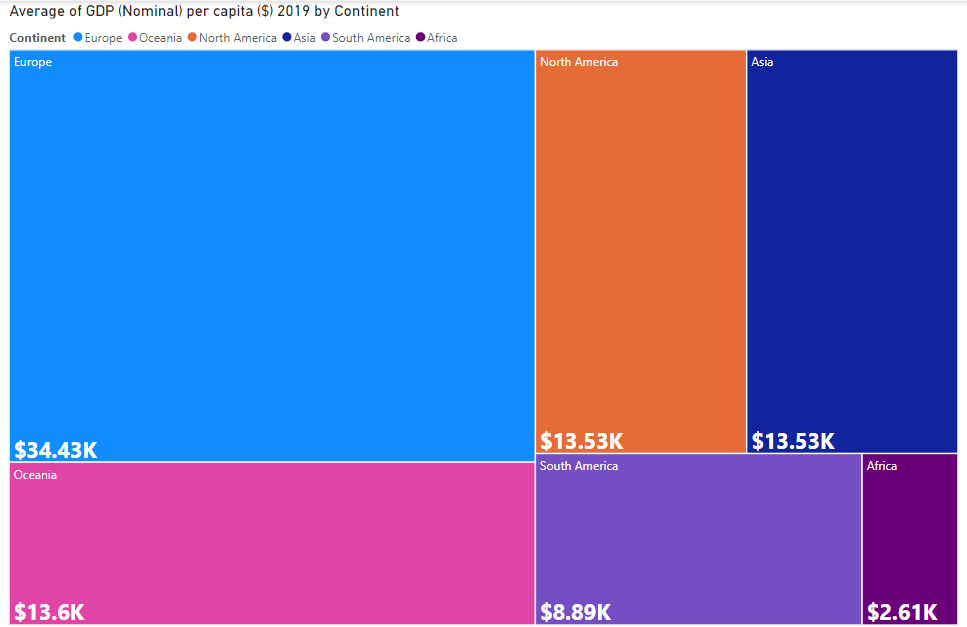 Average of GDP (Nominal) per capita ($) 2019 by Continent
Continent Europe Oceania North America Asia South America Africa
Europe
$34.43K
Oceania
$13.6K
North America
$13.53K
Asia
$13.53K
South America
$8.89K
Africa
$2.61K